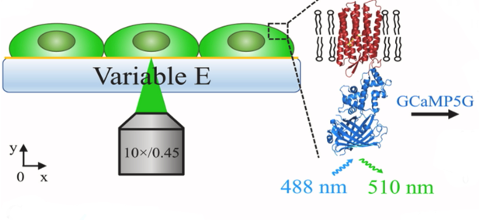 Variable E
GCaMP5G
10×/0.45
y
0 x
488 nm 510 nm